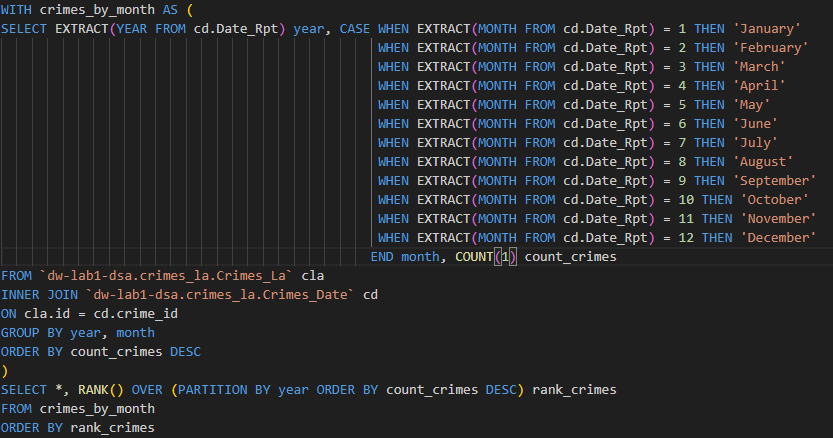 WITH crimes_by_month AS (
SELECT EXTRACT(YEAR FROM cd.Date_Rpt) year, CASE WHEN EXTRACT(MONTH FROM cd.Date_Rpt) = 1 THEN 'January'
WHEN EXTRACT(MONTH FROM cd.Date_Rpt) = 2 THEN 'February'
WHEN EXTRACT(MONTH FROM cd.Date_Rpt) = 3 THEN 'March'
WHEN EXTRACT(MONTH FROM cd.Date_Rpt) = 4 THEN 'April'
WHEN EXTRACT(MONTH FROM cd.Date_Rpt) = 5 THEN 'May'
WHEN EXTRACT(MONTH FROM cd.Date_Rpt) = 6 THEN 'June'
WHEN EXTRACT(MONTH FROM cd.Date_Rpt) = 7 THEN 'July'
WHEN EXTRACT(MONTH FROM cd.Date_Rpt) = 8 THEN 'August'
WHEN EXTRACT(MONTH FROM cd.Date_Rpt) = 9 THEN 'September'
WHEN EXTRACT(MONTH FROM cd.Date_Rpt) = 10 THEN 'October'
WHEN EXTRACT(MONTH FROM cd.Date_Rpt) = 11 THEN 'November'
WHEN EXTRACT(MONTH FROM cd.Date_Rpt) = 12 THEN 'December'
END month, COUNT(1) count_crimes
FROM `dw-lab1-dsa.crimes_la.Crimes_La` cla
INNER JOIN `dw-lab1-dsa.crimes_la.Crimes_Date` cd
ON cla.id = cd.crime_id
GROUP BY year, month
ORDER BY count_crimes DESC
)
SELECT *, RANK() OVER (PARTITION BY year ORDER BY count_crimes DESC) rank_crimes
FROM crimes_by_month
ORDER BY rank_crimes